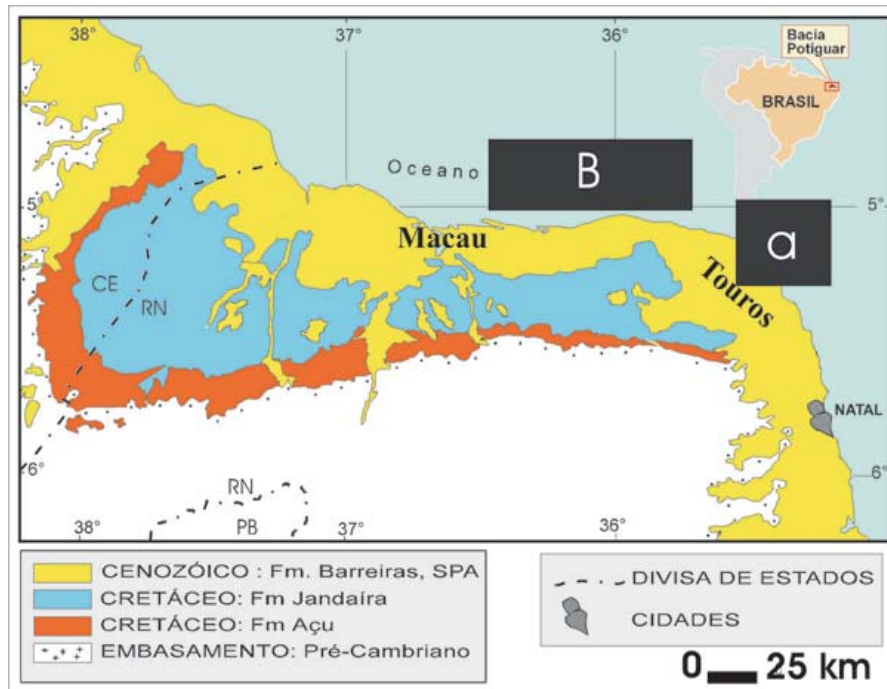 38°
37°
36°
Bacia
Potiguar
BRASIL
Oceano
B
5°
5°
Macau
a
Touros
CE
RN
NATAL
6°
6°
RN
PB
38°
37°
36°
CENOZÓICO : Fm. Barreiras, SPA
CRETÁCEO: Fm Jandaíra
CRETÁCEO: Fm Açu
EMBASAMENTO: Pré-Cambriano
DIVISA DE ESTADOS
CIDADES
0 25 km